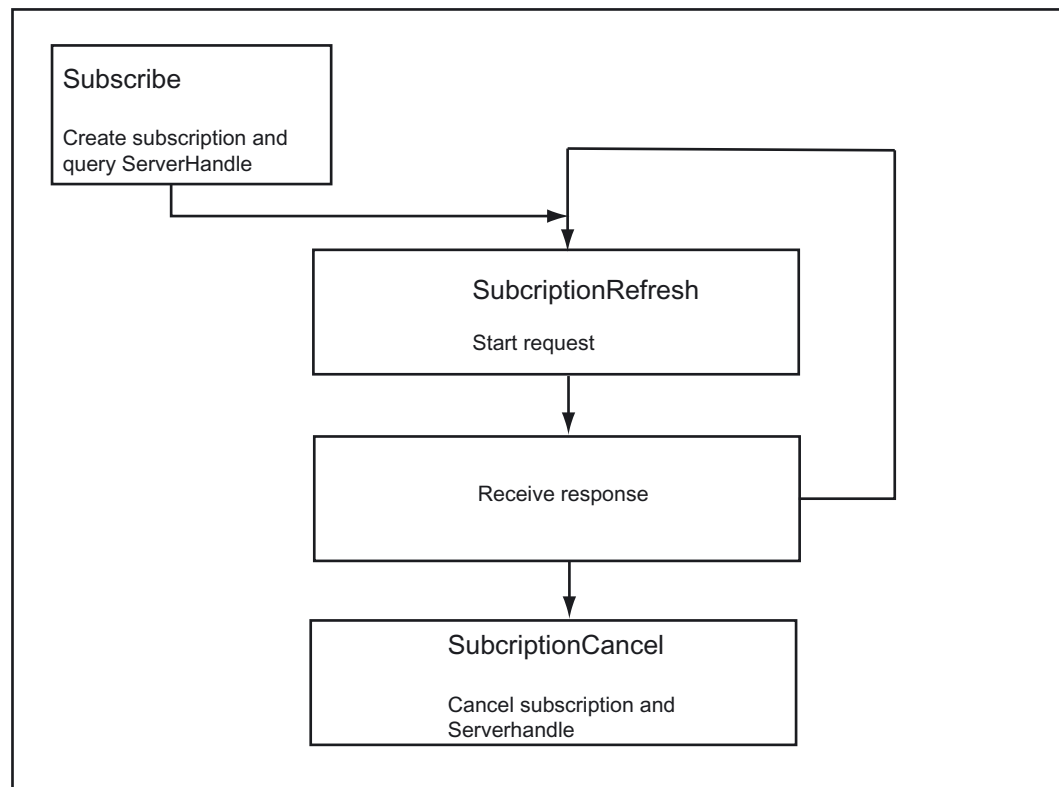 Subscribe
Create subscription and
query ServerHandle
SubcriptionRefresh
Start request
Receive response
SubcriptionCancel
Cancel subscription and
Serverhandle